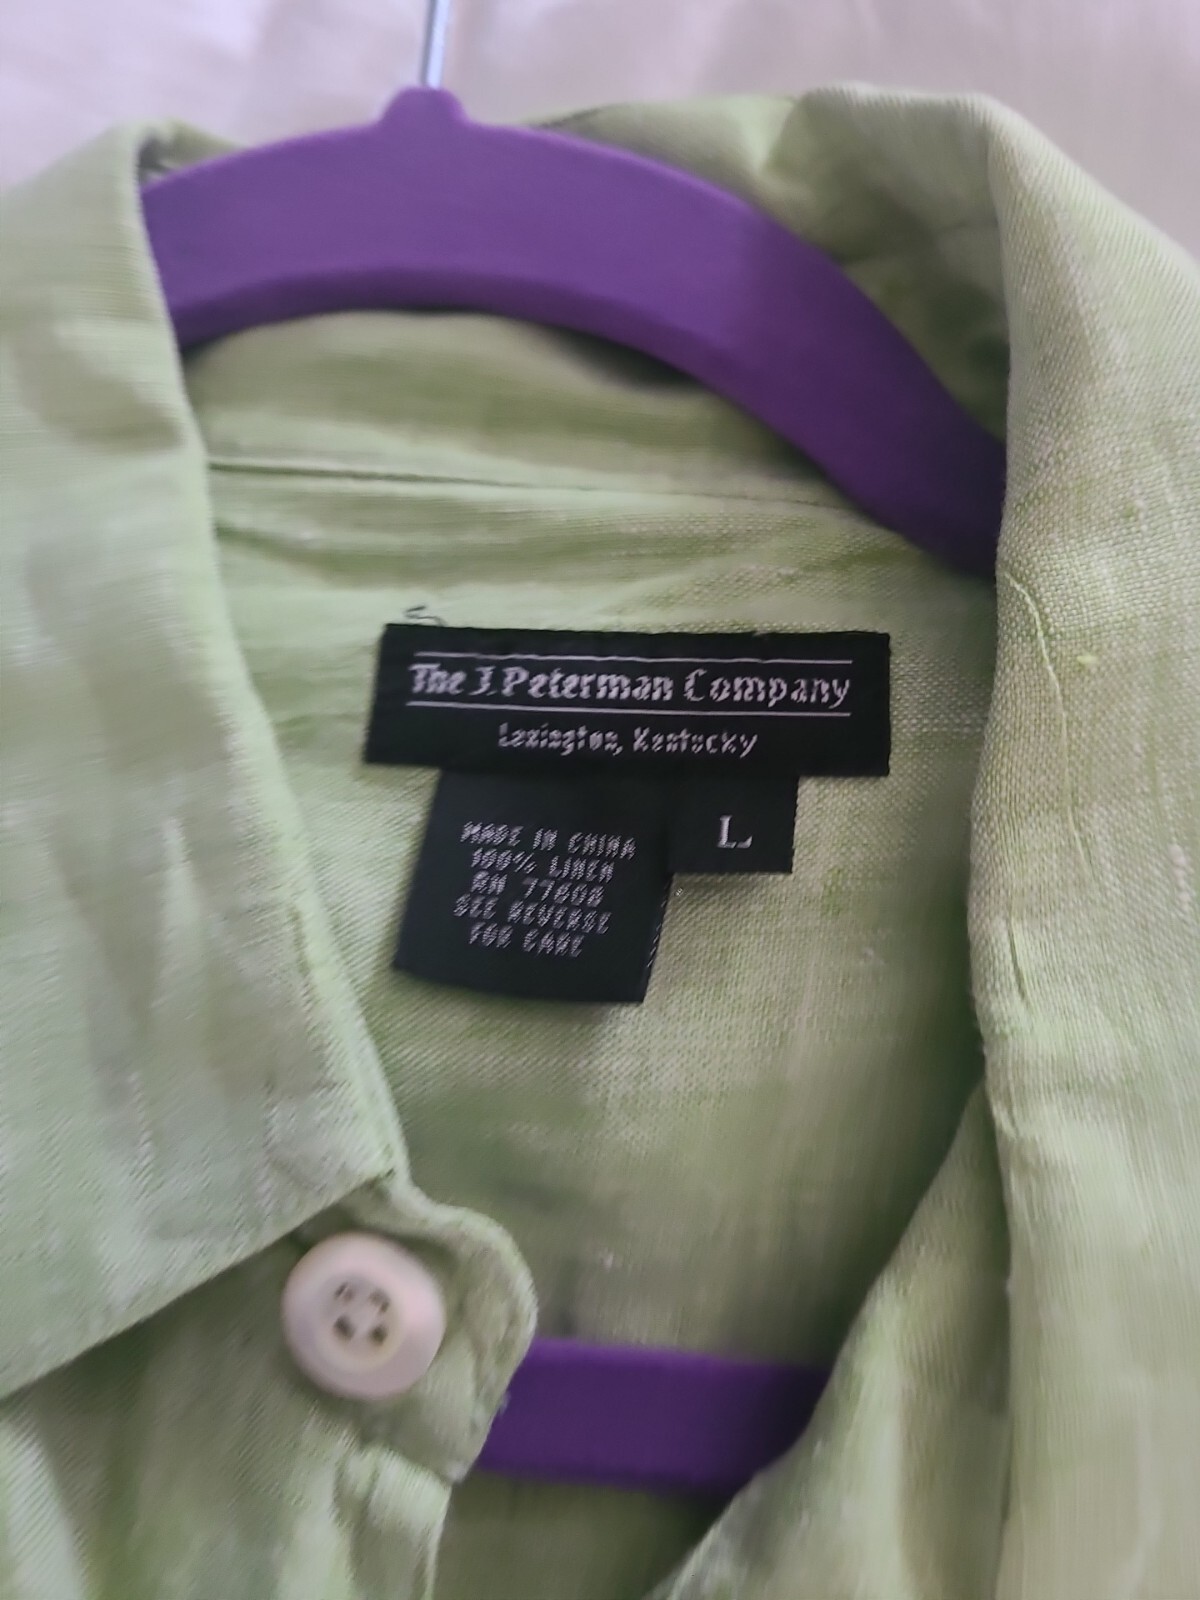 The J. Peterman Company
Lexington, Kentucky
L
MADE IN CHINA
100% LINEN
RN 77608
SEE REVERSE
FOR CARE